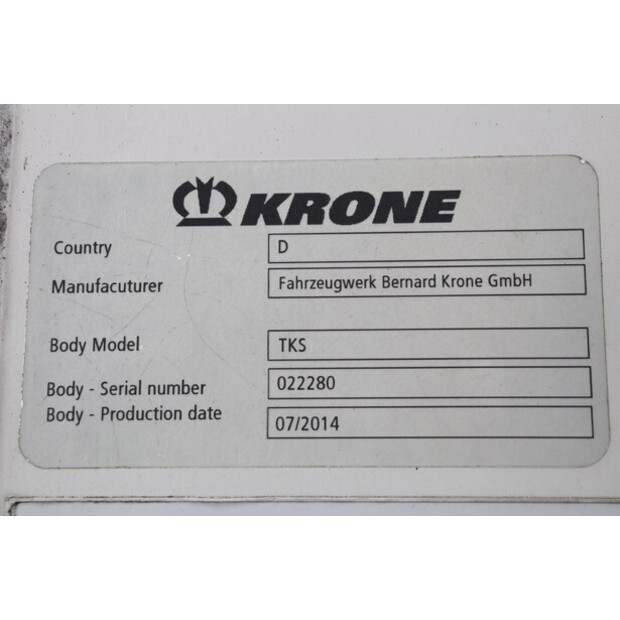 KRONE
Country D
Manufacuturer Fahrzeugwerk Bernard Krone GmbH
Body Model TKS
Body - Serial number 022280
Body - Production date 07/2014